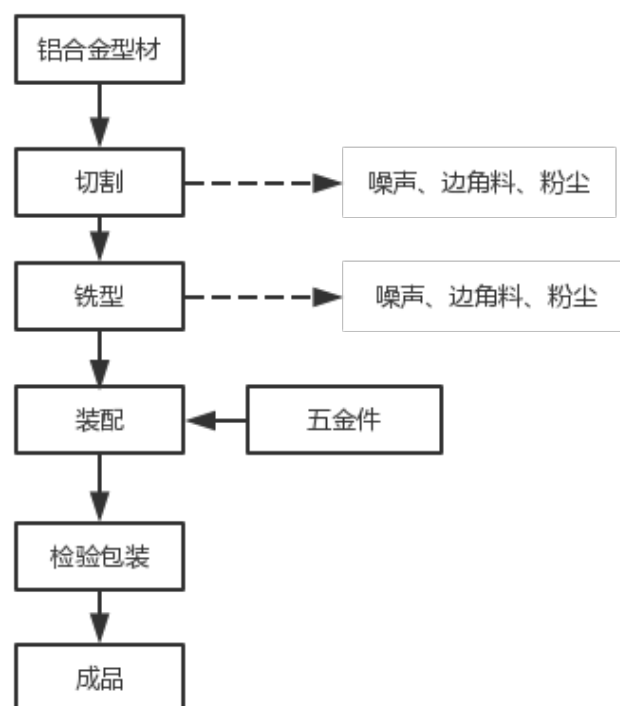 铝合金型材
切割
噪声、边角料、粉尘
铣型
噪声、边角料、粉尘
装配
五金件
检验包装
成品